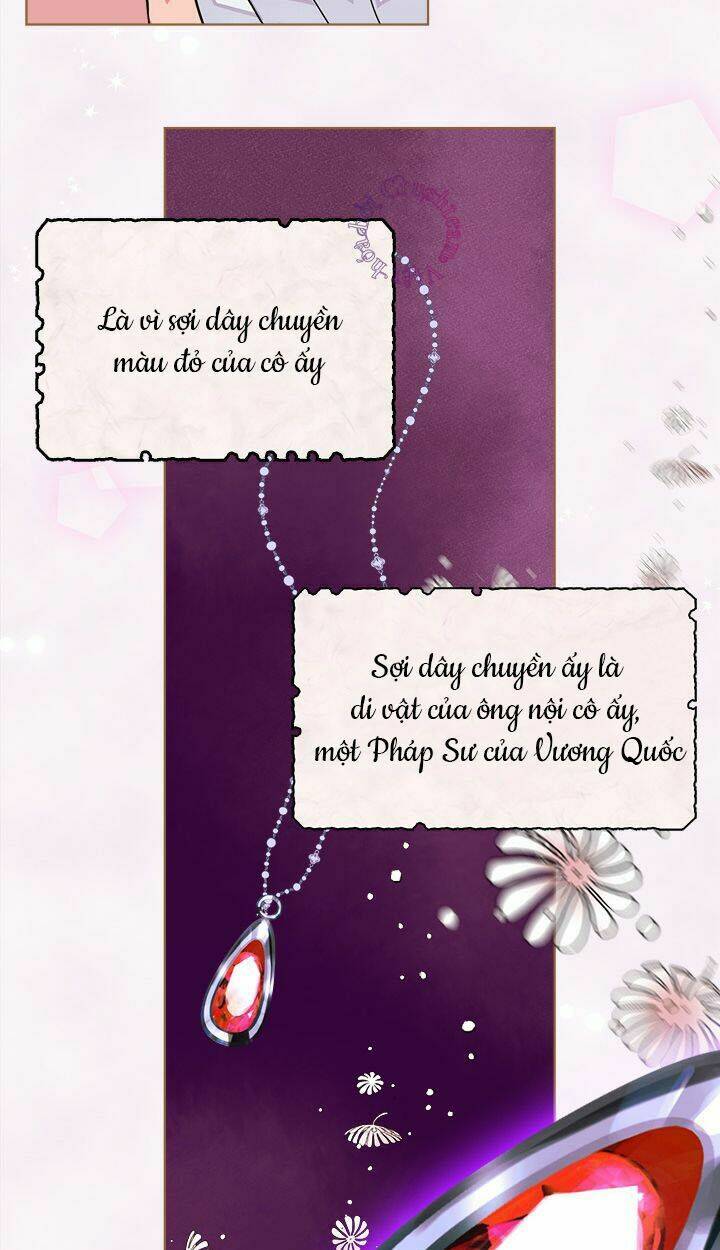 Là vì sợi dây chuyền
màu đỏ của cô ấy
Sợi dây chuyền ấy là
di vật của ông nội cô ấy,
một Pháp Sư của Vương Quốc